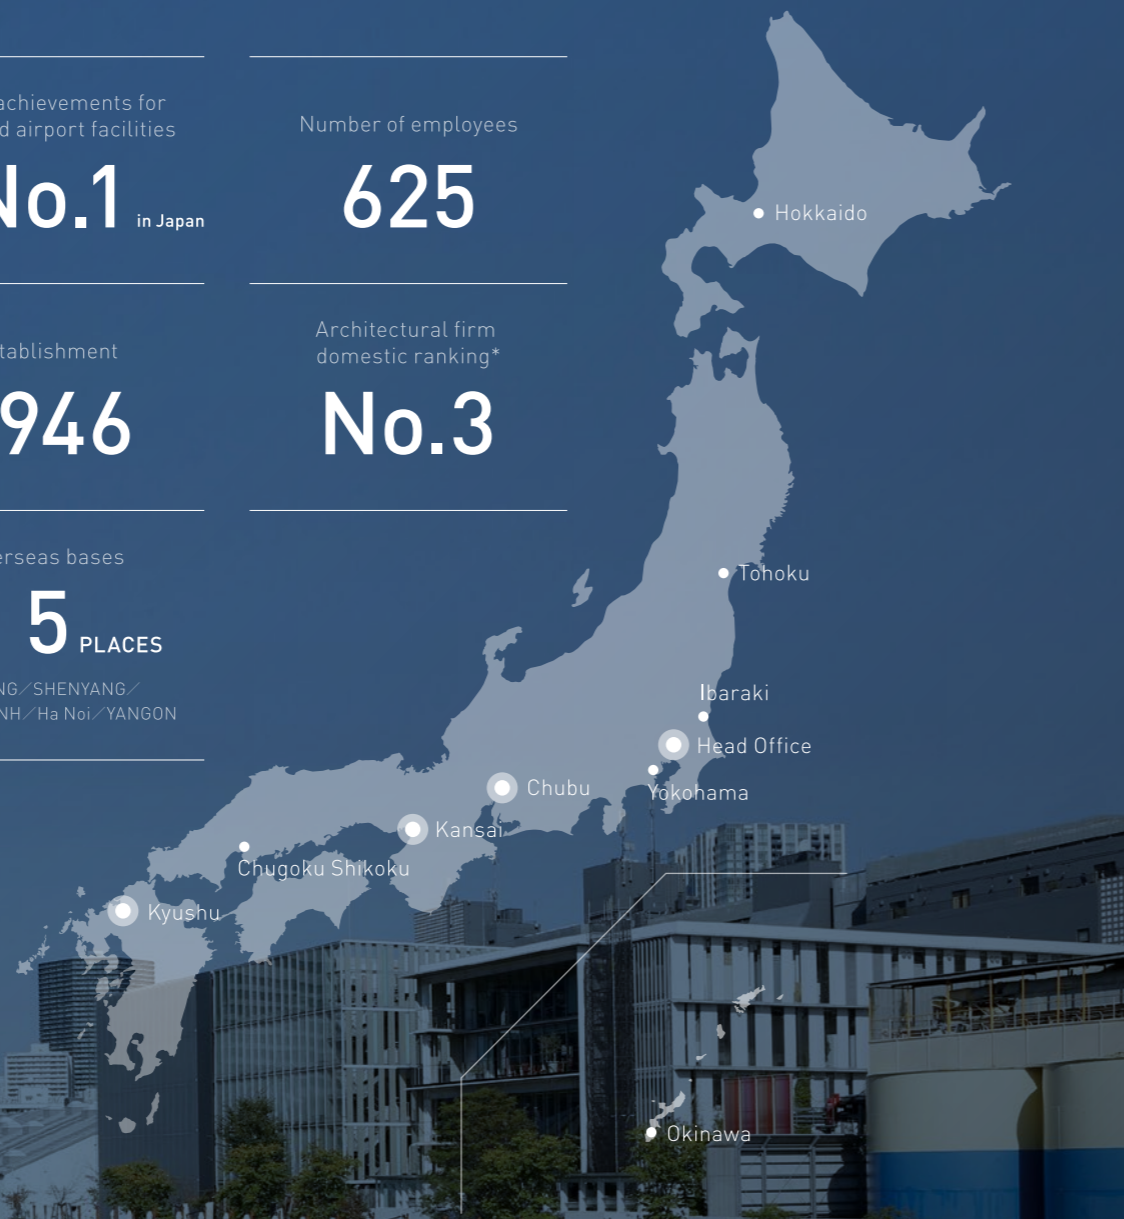 achievements for
d airport facilities
No.1 in Japan
Number of employees
625
tablishment
946
Architectural firm
domestic ranking*
No.3
erseas bases
5 PLACES
NG／SHENYANG／
NH／Ha Noi／YANGON
Hokkaido
Tohoku
Ibaraki
Head Office
Yokohama
Chubu
Kansai
Chugoku Shikoku
Kyushu
Okinawa